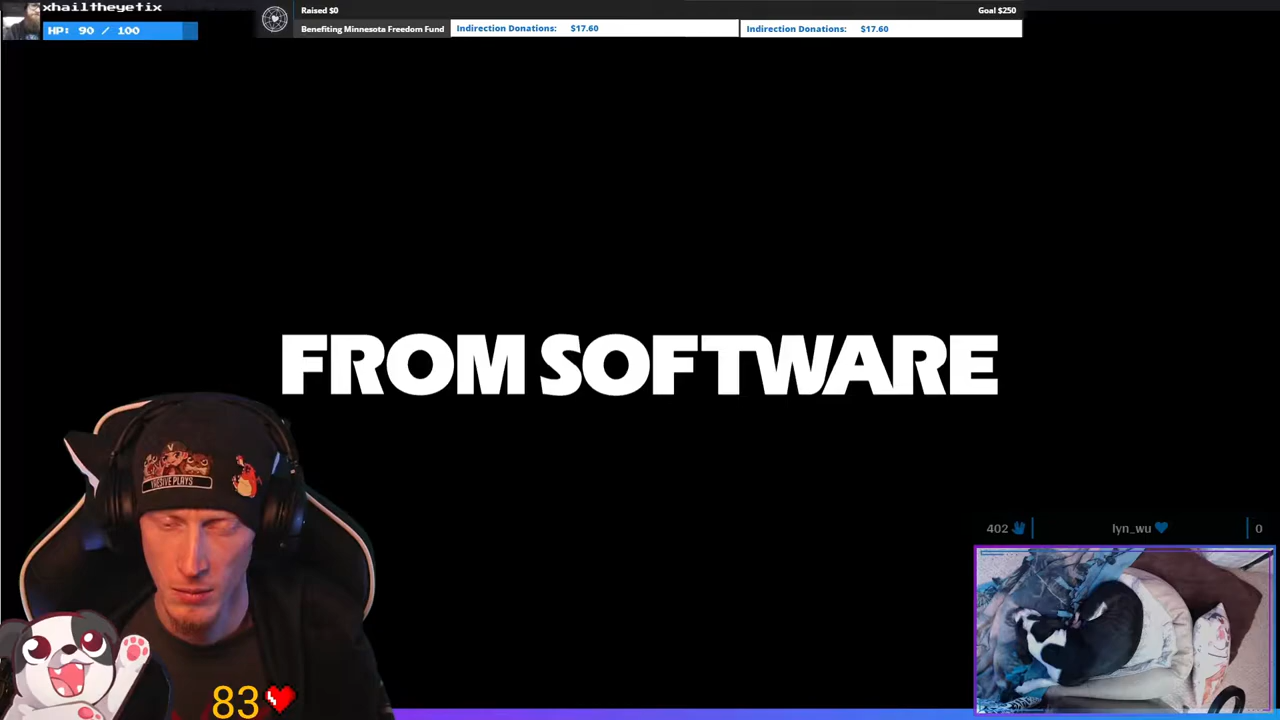 xhailtheyetix
HP: 90 / 100
Raised $0
Goal $250
Benefiting Minnesota Freedom Fund
Indirection Donations: $17.60
Indirection Donations: $17.60
FROM SOFTWARE
V
PLAYS
402
lyn_wu
0
83